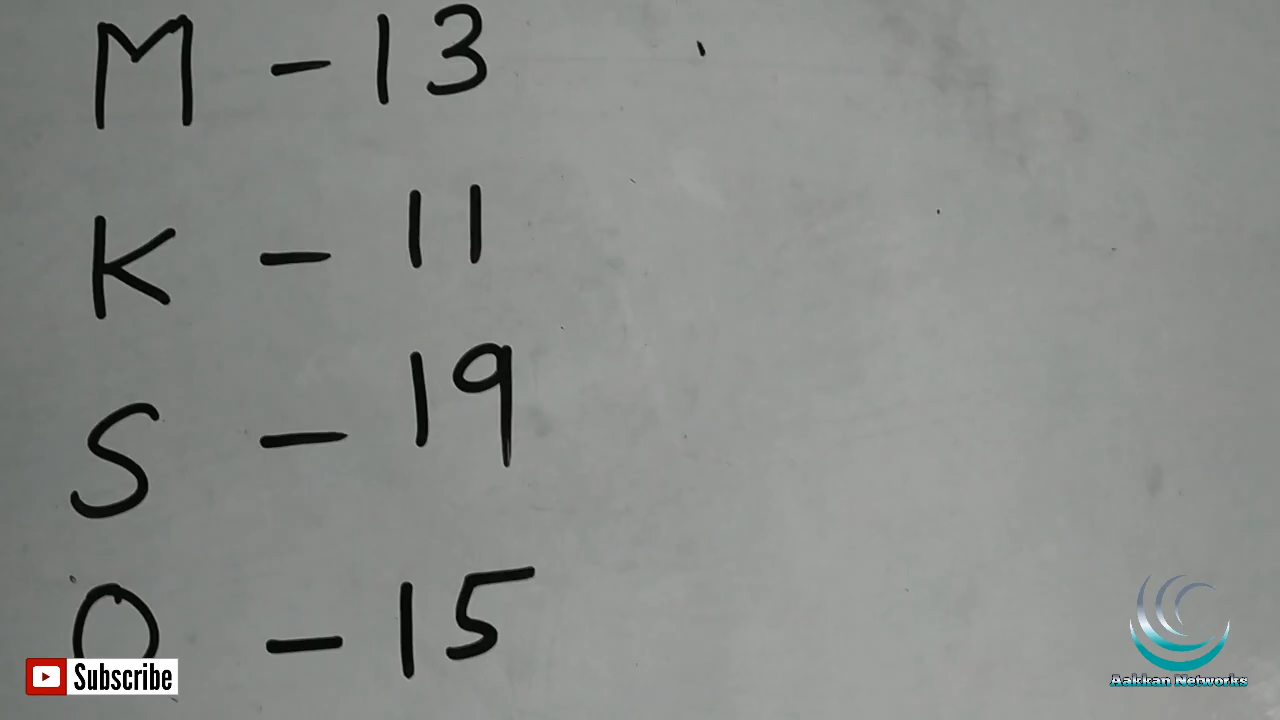 M - 13
K - 11
S - 19
O - 15
Subscribe
Aakkan Networks